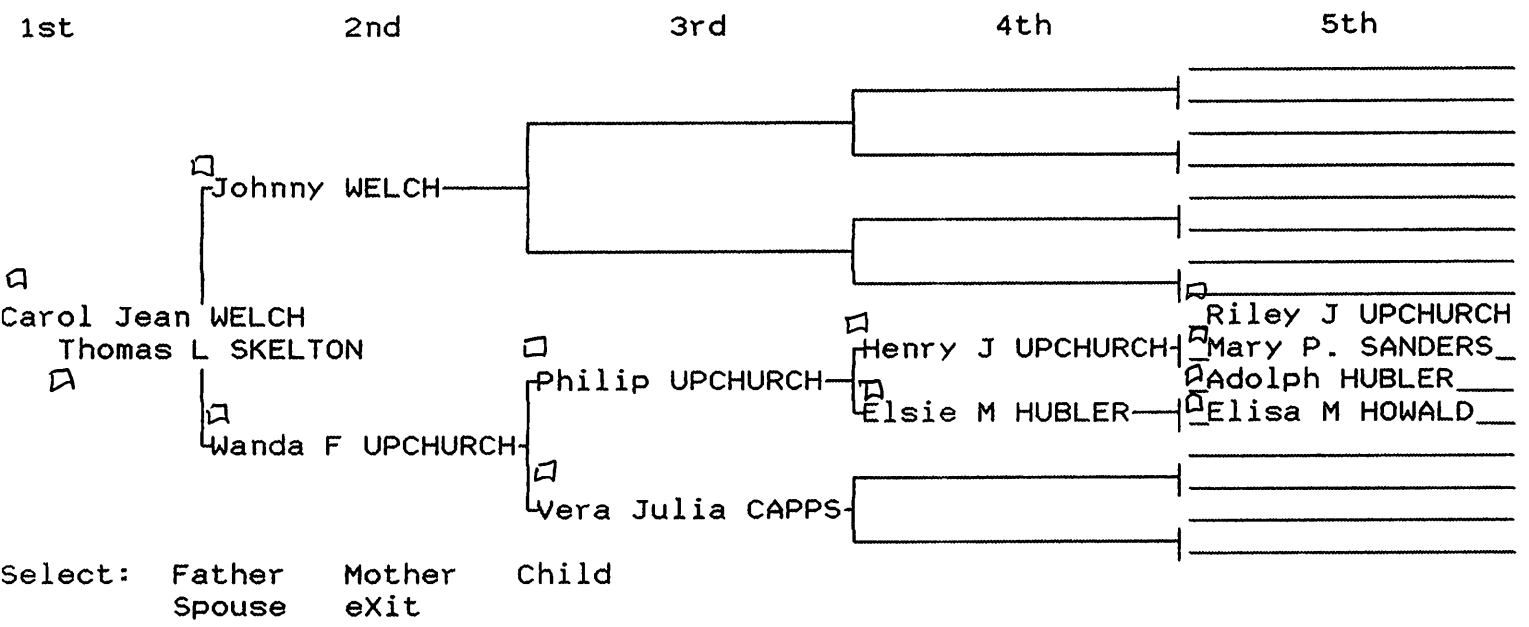 1st 2nd 3rd 4th 5th
Johnny WELCH
Carol Jean WELCH
Riley J UPCHURCH
Thomas L SKELTON
Henry J UPCHURCH
Mary P. SANDERS
Philip UPCHURCH
Adolph HUBLER
Elsie M HUBLER
Elisa M HOWALD
Wanda F UPCHURCH
Vera Julia CAPPS
Select: Father Mother Child
Spouse eXit